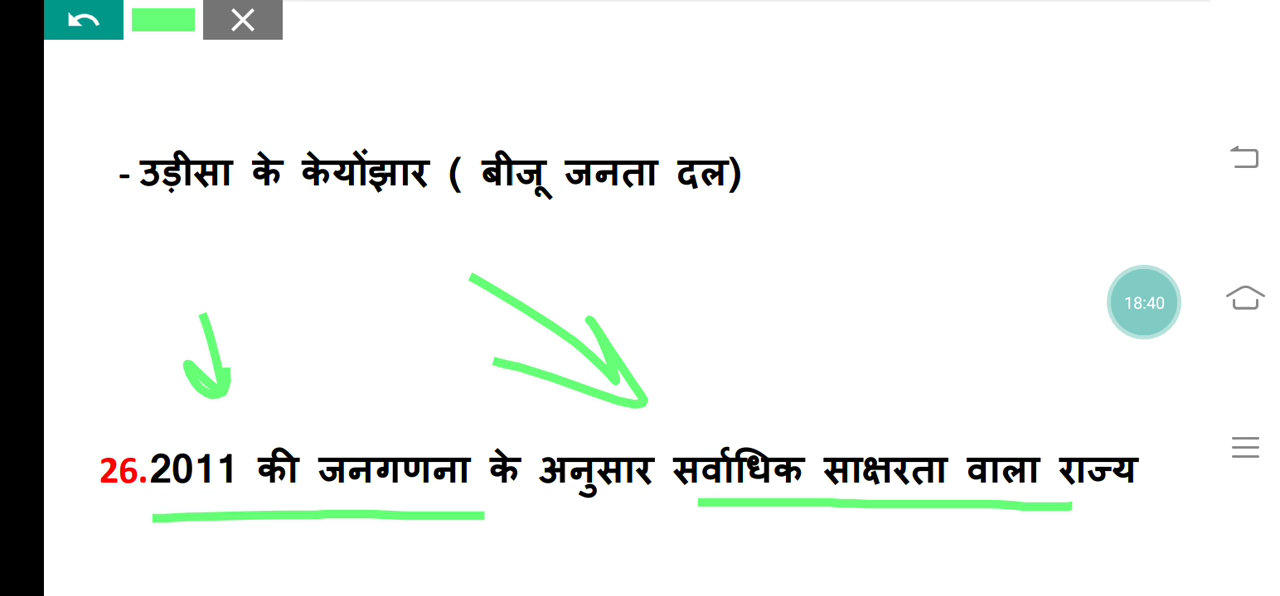 - उड़ीसा के केयोंझार ( बीजू जनता दल)
18:40
26.2011 की जनगणना के अनुसार सर्वाधिक साक्षरता वाला राज्य